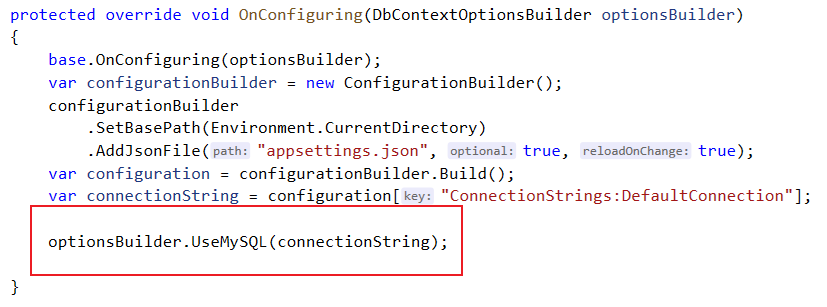 protected override void OnConfiguring(DbContextOptionsBuilder optionsBuilder)
{
    base.OnConfiguring(optionsBuilder);
    var configurationBuilder = new ConfigurationBuilder();
    configurationBuilder
        .SetBasePath(Environment.CurrentDirectory)
        .AddJsonFile(path: "appsettings.json", optional: true, reloadOnChange: true);
    var configuration = configurationBuilder.Build();
    var connectionString = configuration[key: "ConnectionStrings:DefaultConnection"];
    optionsBuilder.UseMySQL(connectionString);
}